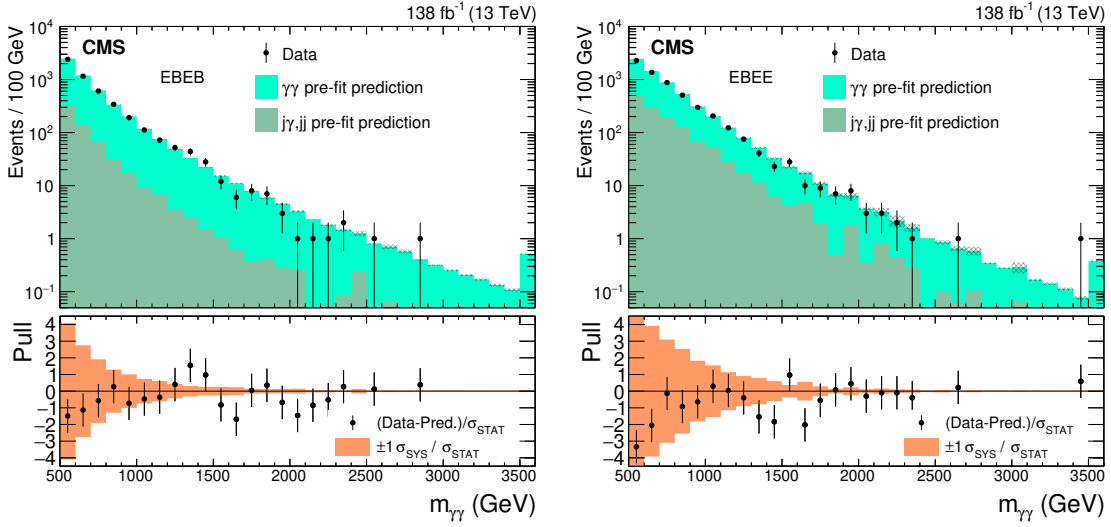 138 fb⁻¹ (13 TeV)
CMS
EBEB
Data
γγ pre-fit prediction
jγ,jj pre-fit prediction
Events / 100 GeV
10⁴
10³
10²
10
1
10⁻¹
Pull
4
3
2
1
0
−1
−2
−3
−4
(Data-Pred.)/σSTAT
±1 σSYS / σSTAT
500 1000 1500 2000 2500 3000 3500
mγγ (GeV)
138 fb⁻¹ (13 TeV)
CMS
EBEE
Data
γγ pre-fit prediction
jγ,jj pre-fit prediction
Events / 100 GeV
10⁴
10³
10²
10
1
10⁻¹
Pull
4
3
2
1
0
−1
−2
−3
−4
(Data-Pred.)/σSTAT
±1 σSYS / σSTAT
500 1000 1500 2000 2500 3000 3500
mγγ (GeV)